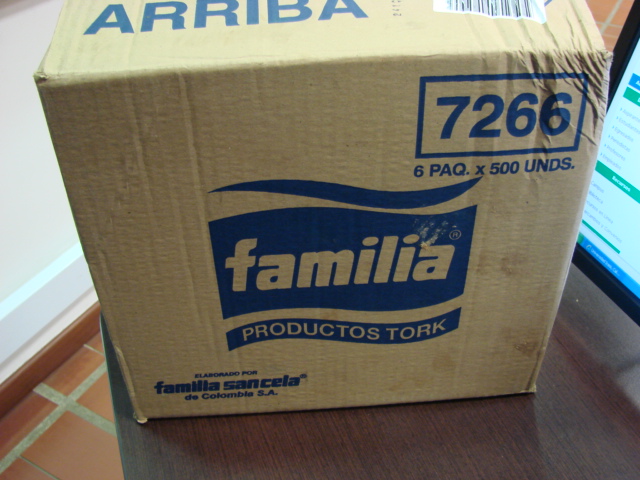 ARRIBA
7266
6 PAQ. x 500 UNDS.
familia®
PRODUCTOS TORK
ELABORADO POR
familia sancela®
de Colombia S.A.